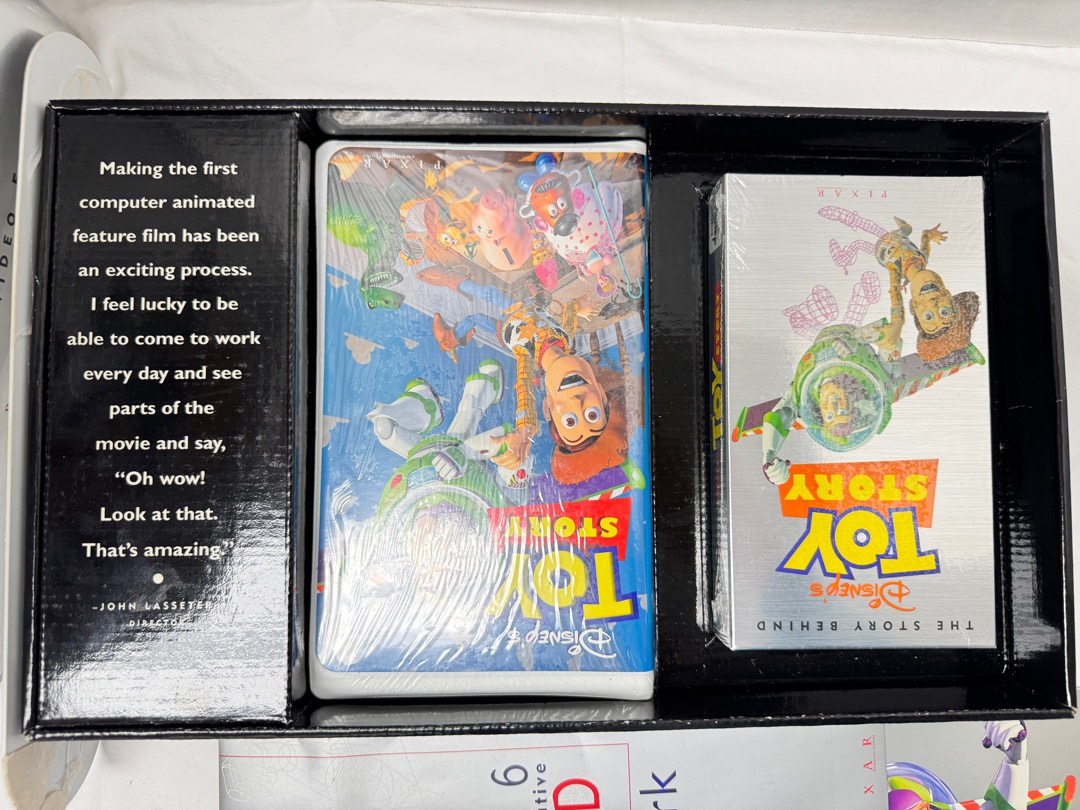 Making the first
computer animated
feature film has been
an exciting process.
I feel lucky to be
able to come to work
every day and see
parts of the
movie and say,
“Oh wow!
Look at that.
That’s amazing.”
–JOHN LASSETER
DIRECTOR
PIXAR
DISNEY'S
TOY
STORY
PIXAR
THE STORY BEHIND
DISNEY'S
TOY
STORY
TOY